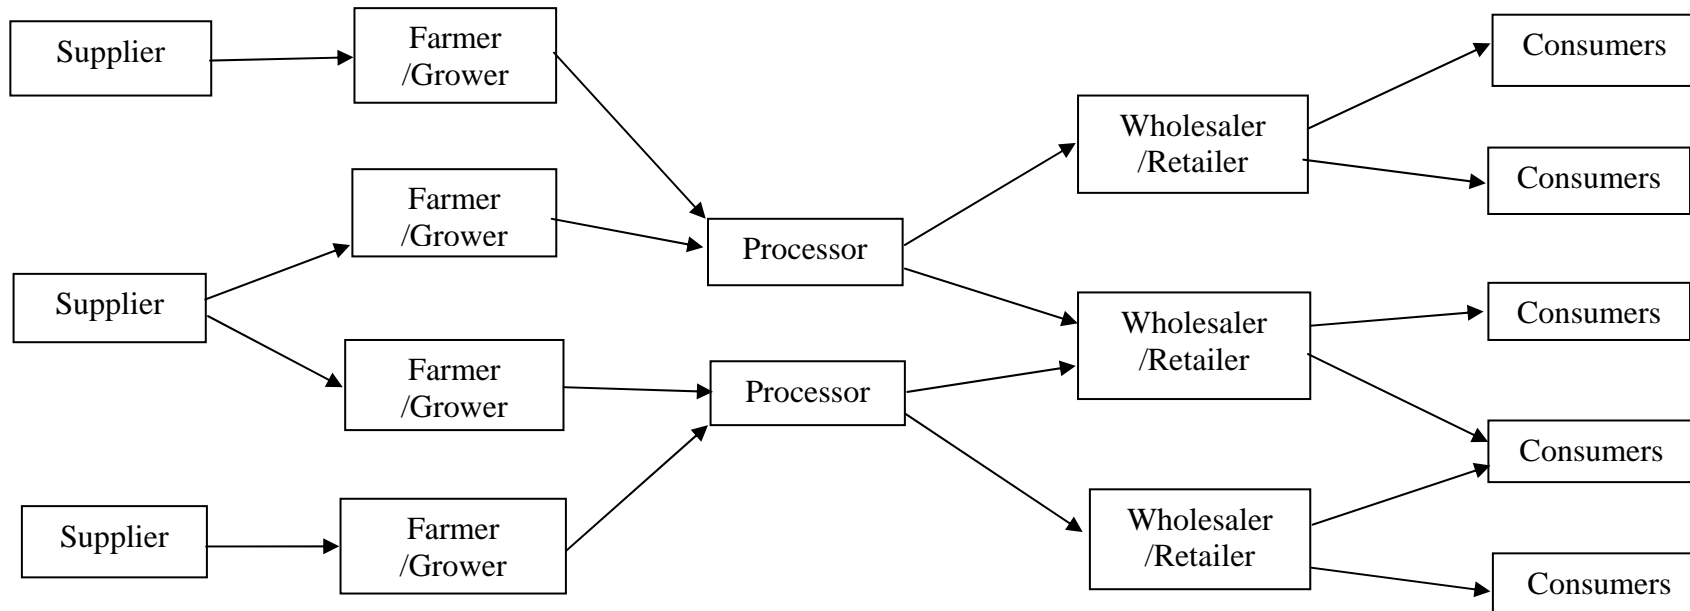 Supplier
Farmer
/Grower
Consumers
Wholesaler
/Retailer
Consumers
Farmer
/Grower
Processor
Supplier
Wholesaler
/Retailer
Consumers
Farmer
/Grower
Processor
Consumers
Supplier
Farmer
/Grower
Wholesaler
/Retailer
Consumers